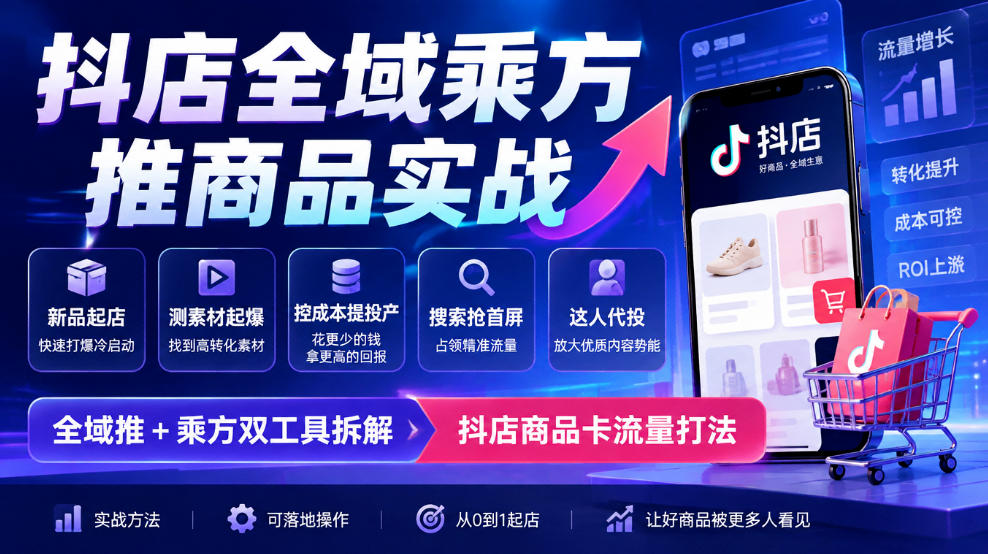 抖店全域乘方
推商品实战
新品起店
快速打爆冷启动
测素材起爆
找到高转化素材
控成本提投产
花更少的钱
拿更高的回报
搜索抢首屏
占领精准流量
这人代投
放大优质内容势能
全域推+乘方双工具拆解
抖店商品卡流量打法
实战方法
可落地操作
从0到1起店
让好商品被更多人看见
抖店
好商品·全域生意
流量增长
转化提升
成本可控
ROI上涨